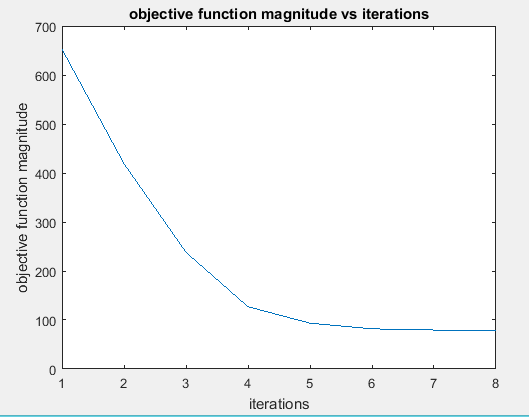 objective function magnitude vs iterations
700
600
500
400
300
200
100
0
objective function magnitude
1 2 3 4 5 6 7 8
iterations